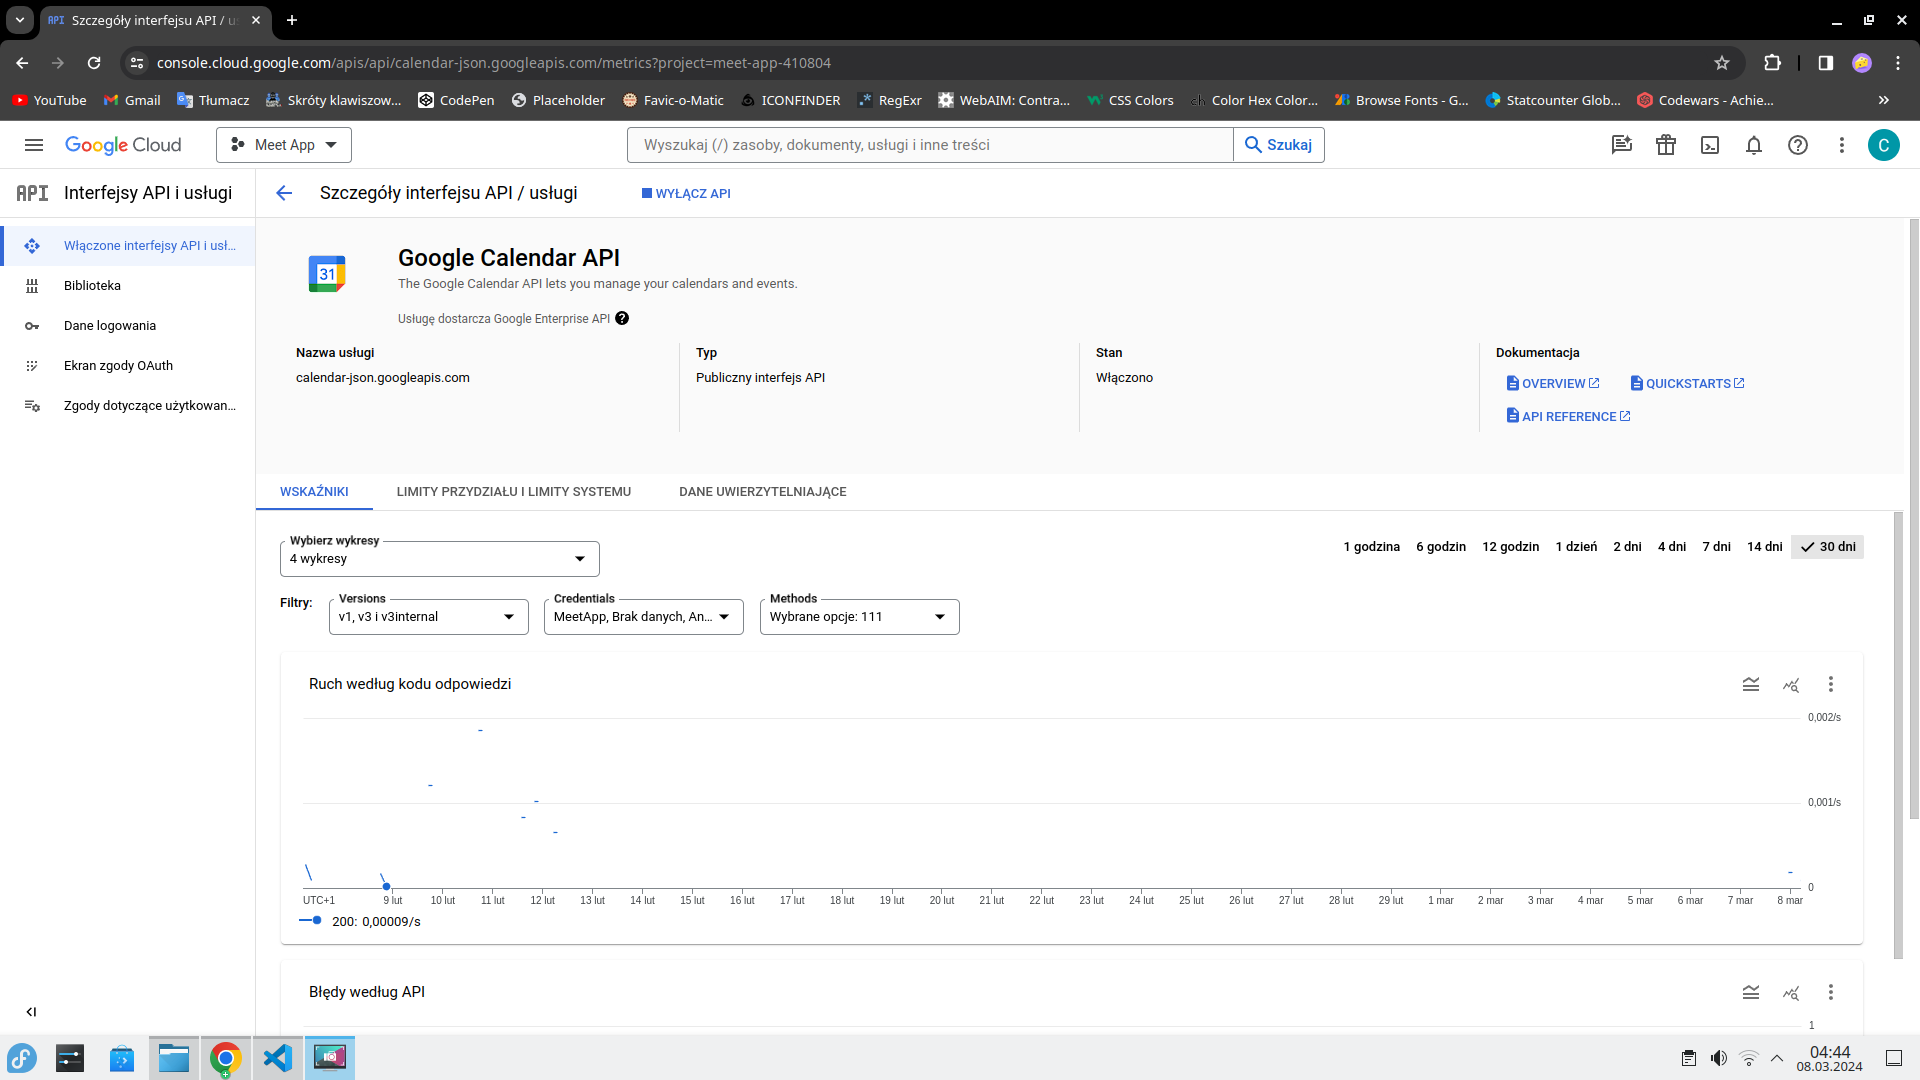 API Szczegóły interfejsu API / u
console.cloud.google.com/apis/api/calendar-json.googleapis.com/metrics?project=meet-app-410804
YouTube Gmail Tłumacz Skróty klawiszow... CodePen Placeholder Favic-o-Matic ICONFINDER RegExr WebAIM: Contra... CSS Colors ch Color Hex Color... Browse Fonts - G... Statcounter Glob... Codewars - Achie...
Google Cloud Meet App Wyszukaj (/) zasoby, dokumenty, usługi i inne treści Szukaj C
API Interfejsy API i usługi Szczegóły interfejsu API / usługi WYŁĄCZ API
Włączone interfejsy API i usł...
Biblioteka
Dane logowania
Ekran zgody OAuth
Zgody dotyczące użytkowan...
31
Google Calendar API
The Google Calendar API lets you manage your calendars and events.
Usługę dostarcza Google Enterprise API ?
Nazwa usługi
calendar-json.googleapis.com
Typ
Publiczny interfejs API
Stan
Włączono
Dokumentacja
OVERVIEW QUICKSTARTS
API REFERENCE
WSKAŹNIKI LIMITY PRZYDZIAŁU I LIMITY SYSTEMU DANE UWIERZYTELNIAJĄCE
Wybierz wykresy
4 wykresy
1 godzina 6 godzin 12 godzin 1 dzień 2 dni 4 dni 7 dni 14 dni 30 dni
Filtry:
Versions
v1, v3 i v3internal
Credentials
MeetApp, Brak danych, An...
Methods
Wybrane opcje: 111
Ruch według kodu odpowiedzi
0,002/s
0,001/s
0
UTC+1 9 lut 10 lut 11 lut 12 lut 13 lut 14 lut 15 lut 16 lut 17 lut 18 lut 19 lut 20 lut 21 lut 22 lut 23 lut 24 lut 25 lut 26 lut 27 lut 28 lut 29 lut 1 mar 2 mar 3 mar 4 mar 5 mar 6 mar 7 mar 8 mar
200: 0,00009/s
Błędy według API
1
04:44
08.03.2024